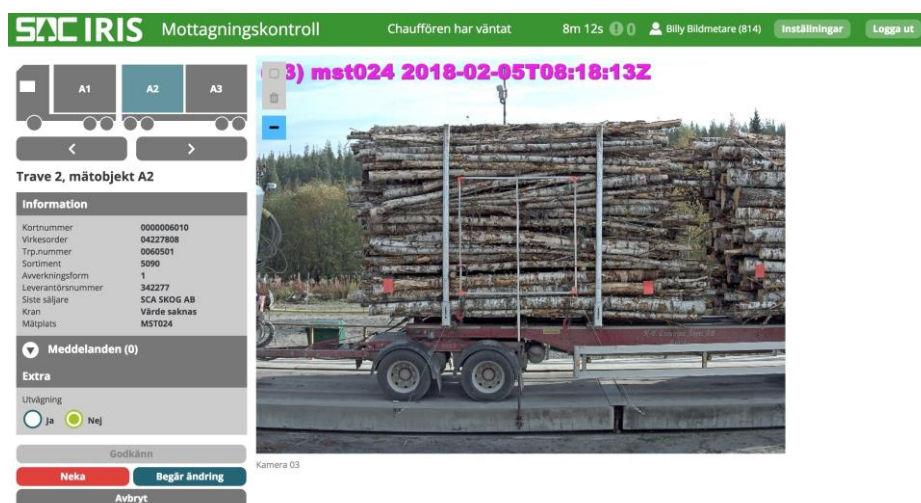 SDC IRIS
Mottagningskontroll
Chauffören har väntat
8m 12s
0
Billy Bildmetare (814)
Inställningar
Logga ut
A1
A2
A3
3) mst024 2018-02-05T08:18:13Z
Trave 2, mätobjekt A2
Information
Kortnummer 0000006010
Virkesorder 04227808
Trp.nummer 0060501
Sortiment 5090
Avverkningsform 1
Leverantörsnummer 342277
Siste säljare SCA SKOG AB
Kran Värde saknas
Mätplats MST024
Meddelanden (0)
Extra
Utvägning
Ja Nej
Godkänn
Kamera 03
Neka
Begär ändring
Avbryt